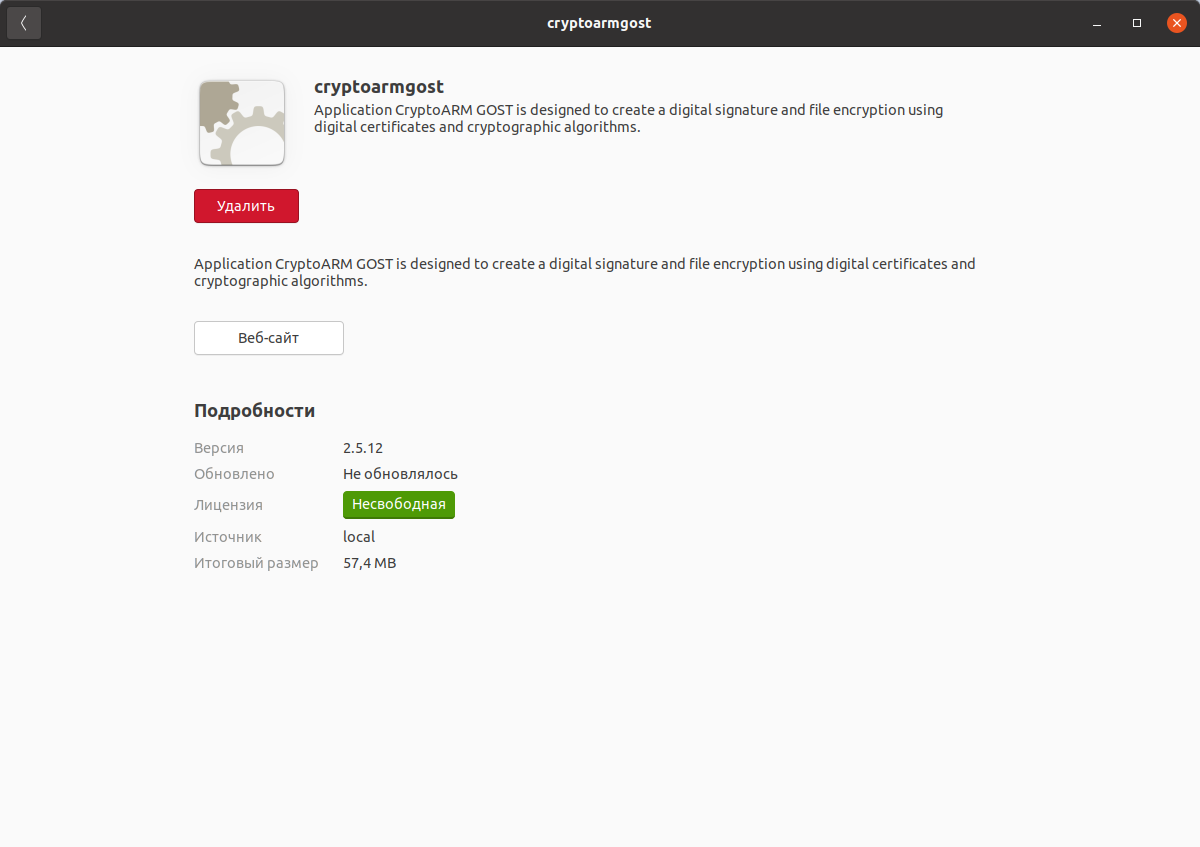 cryptoarmgost
cryptoarmgost
Application CryptoARM GOST is designed to create a digital signature and file encryption using
digital certificates and cryptographic algorithms.
Удалить
Application CryptoARM GOST is designed to create a digital signature and file encryption using digital certificates and
cryptographic algorithms.
Веб-сайт
Подробности
Версия 2.5.12
Обновлено Не обновлялось
Лицензия Несвободная
Источник local
Итоговый размер 57,4 MB